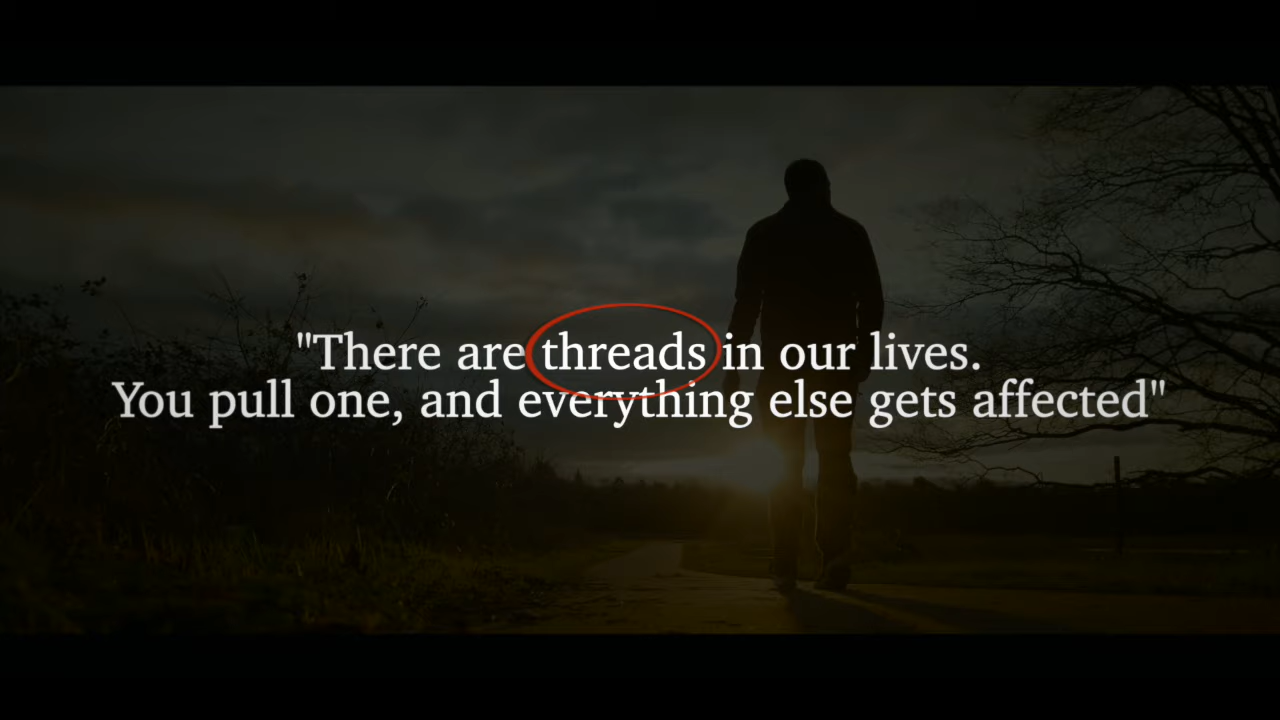 "There are threads in our lives.
You pull one, and everything else gets affected"